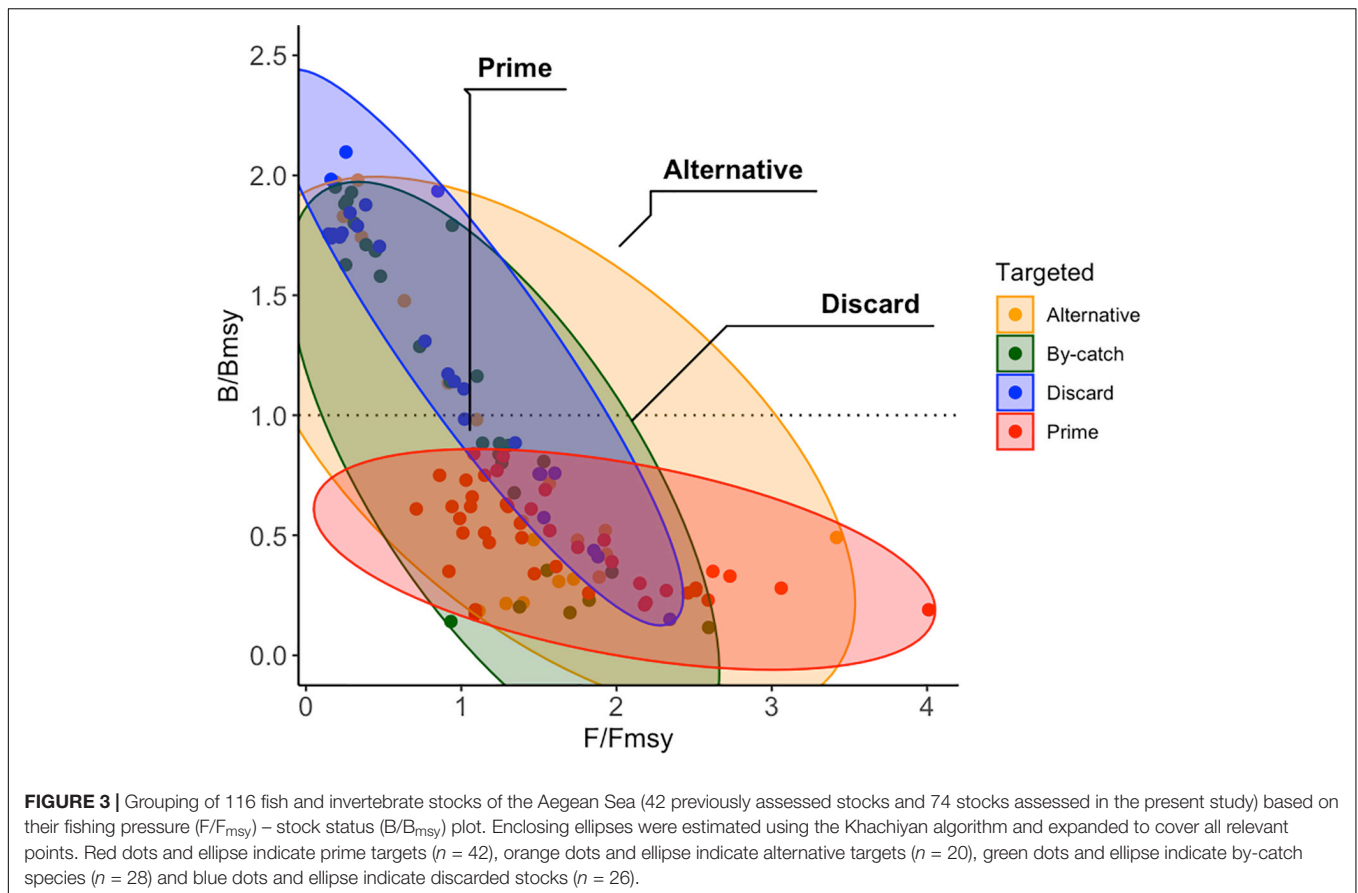 2.5
2.0
1.5
1.0
0.5
0.0
B/Bmsy
Prime
Alternative
Discard
0 1 2 3 4
F/Fmsy
Targeted
Alternative
By-catch
Discard
Prime
FIGURE 3 | Grouping of 116 fish and invertebrate stocks of the Aegean Sea (42 previously assessed stocks and 74 stocks assessed in the present study) based on
their fishing pressure (F/Fmsy) – stock status (B/Bmsy) plot. Enclosing ellipses were estimated using the Khachiyan algorithm and expanded to cover all relevant
points. Red dots and ellipse indicate prime targets (n = 42), orange dots and ellipse indicate alternative targets (n = 20), green dots and ellipse indicate by-catch
species (n = 28) and blue dots and ellipse indicate discarded stocks (n = 26).